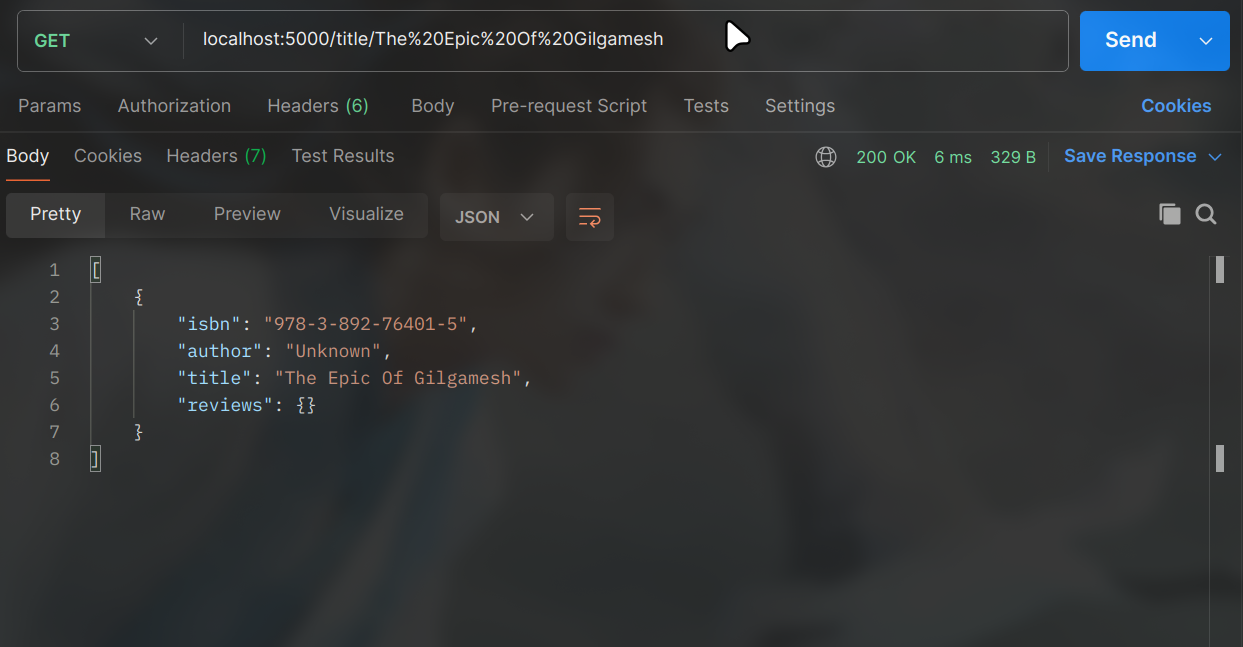 GET localhost:5000/title/The%20Epic%20Of%20Gilgamesh Send
Params Authorization Headers (6) Body Pre-request Script Tests Settings Cookies
Body Cookies Headers (7) Test Results 200 OK 6 ms 329 B Save Response
Pretty Raw Preview Visualize JSON
1 [
2 {
3 "isbn": "978-3-892-76401-5",
4 "author": "Unknown",
5 "title": "The Epic Of Gilgamesh",
6 "reviews": {}
7 }
8 ]